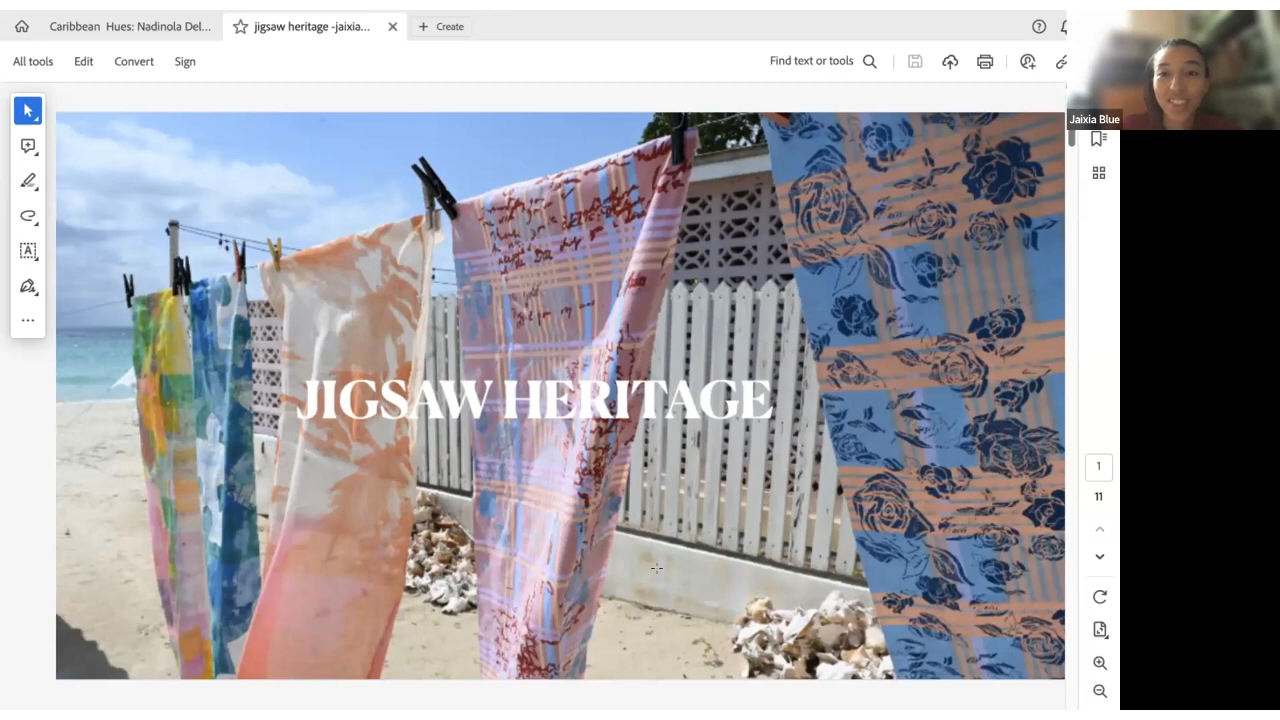 Caribbean Hues: Nadinola Del...
jigsaw heritage -jaixia...
Create
All tools
Edit
Convert
Sign
Find text or tools
Jaixia Blue
JIGSAW HERITAGE
1
11